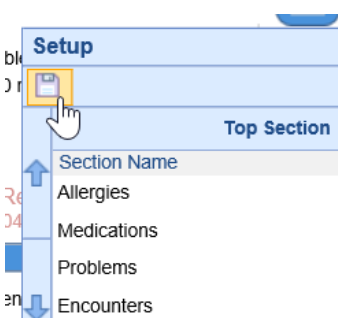 Setup
Top Section
Section Name
Allergies
Medications
Problems
Encounters